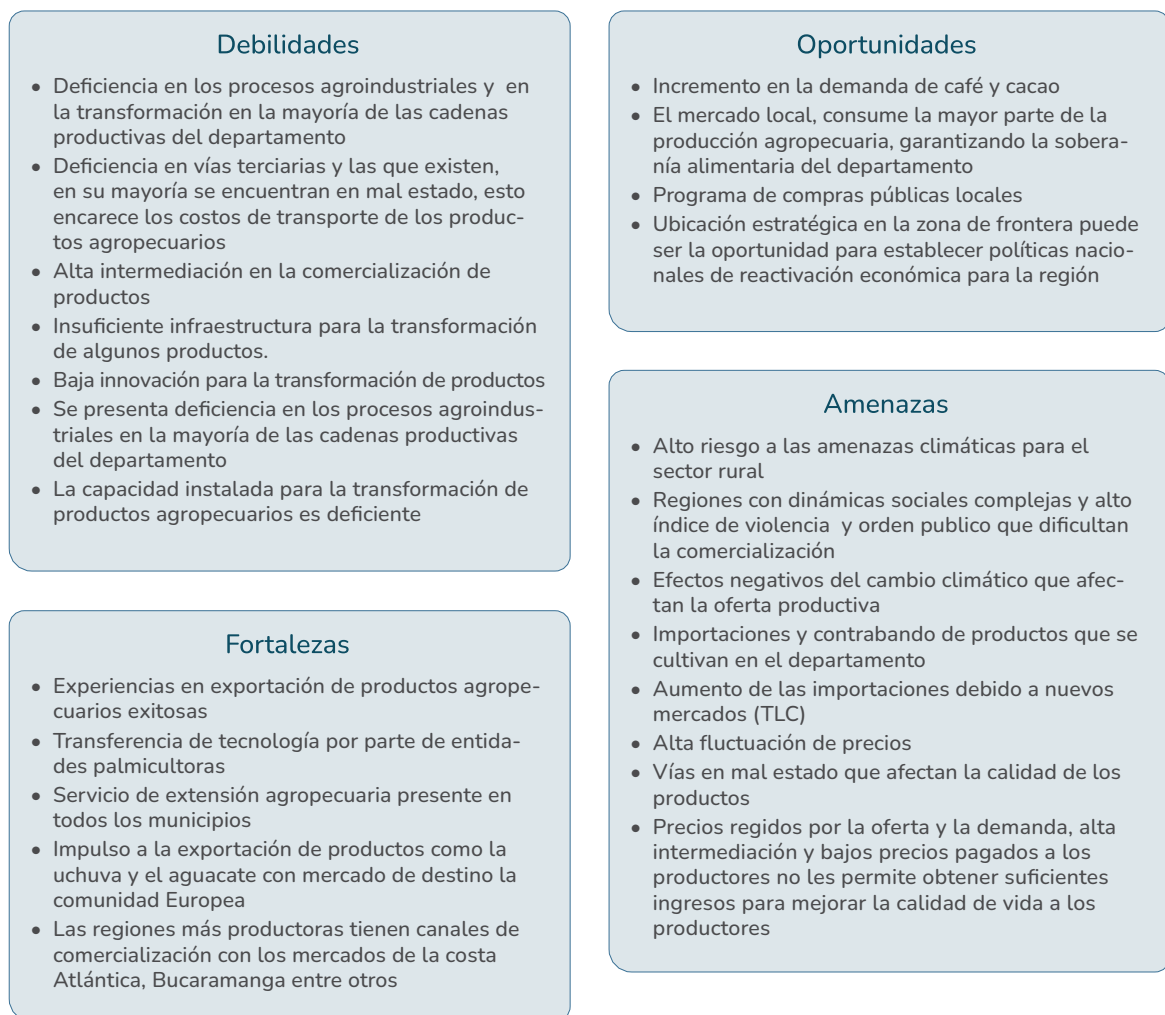 Debilidades
• Deficiencia en los procesos agroindustriales y  en
la transformación en la mayoría de las cadenas
productivas del departamento
• Deficiencia en vías terciarias y las que existen,
en su mayoría se encuentran en mal estado, esto
encarece los costos de transporte de los produc-
tos agropecuarios
• Alta intermediación en la comercialización de
productos
• Insuficiente infraestructura para la transformación
de algunos productos.
• Baja innovación para la transformación de productos
• Se presenta deficiencia en los procesos agroindus-
triales en la mayoría de las cadenas productivas
del departamento
• La capacidad instalada para la transformación de
productos agropecuarios es deficiente
Fortalezas
• Experiencias en exportación de productos agrope-
cuarios exitosas
• Transferencia de tecnología por parte de entida-
des palmicultoras
• Servicio de extensión agropecuaria presente en
todos los municipios
• Impulso a la exportación de productos como la
uchuva y el aguacate con mercado de destino la
comunidad Europea
• Las regiones más productoras tienen canales de
comercialización con los mercados de la costa
Atlántica, Bucaramanga entre otros
Oportunidades
• Incremento en la demanda de café y cacao
• El mercado local, consume la mayor parte de la
producción agropecuaria, garantizando la sobera-
nía alimentaria del departamento
• Programa de compras públicas locales
• Ubicación estratégica en la zona de frontera puede
ser la oportunidad para establecer políticas nacio-
nales de reactivación económica para la región
Amenazas
• Alto riesgo a las amenazas climáticas para el
sector rural
• Regiones con dinámicas sociales complejas y alto
índice de violencia  y orden publico que dificultan
la comercialización
• Efectos negativos del cambio climático que afec-
tan la oferta productiva
• Importaciones y contrabando de productos que se
cultivan en el departamento
• Aumento de las importaciones debido a nuevos
mercados (TLC)
• Alta fluctuación de precios
• Vías en mal estado que afectan la calidad de los
productos
• Precios regidos por la oferta y la demanda, alta
intermediación y bajos precios pagados a los
productores no les permite obtener suficientes
ingresos para mejorar la calidad de vida a los
productores